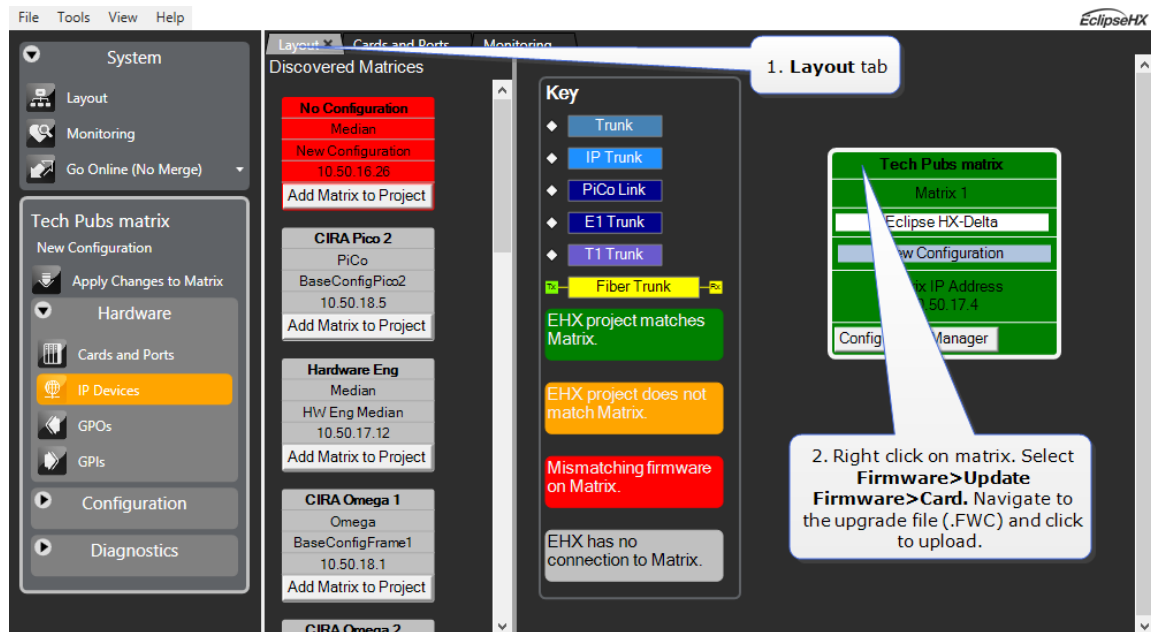 File Tools View Help
EclipseHX
System
Layout
Monitoring
Go Online (No Merge)
Tech Pubs matrix
New Configuration
Apply Changes to Matrix
Hardware
Cards and Ports
IP Devices
GPOs
GPIs
Configuration
Diagnostics
Layout Cards and Ports Monitoring
Discovered Matrices
No Configuration
Median
New Configuration
10.50.16.26
Add Matrix to Project
CIRA Pico 2
PiCo
BaseConfigPico2
10.50.18.5
Add Matrix to Project
Hardware Eng
Median
HW Eng Median
10.50.17.12
Add Matrix to Project
CIRA Omega 1
Omega
BaseConfigFrame1
10.50.18.1
Add Matrix to Project
CIRA Omega 2
Key
Trunk
IP Trunk
PiCo Link
E1 Trunk
T1 Trunk
Tx Fiber Trunk Rx
EHX project matches
Matrix.
EHX project does not
match Matrix.
Mismatching firmware
on Matrix.
EHX has no
connection to Matrix.
1. Layout tab
Tech Pubs matrix
Matrix 1
Eclipse HX-Delta
New Configuration
IP Address
.50.17.4
Config Manager
2. Right click on matrix. Select
Firmware>Update
Firmware>Card. Navigate to
the upgrade file (.FWC) and click
to upload.